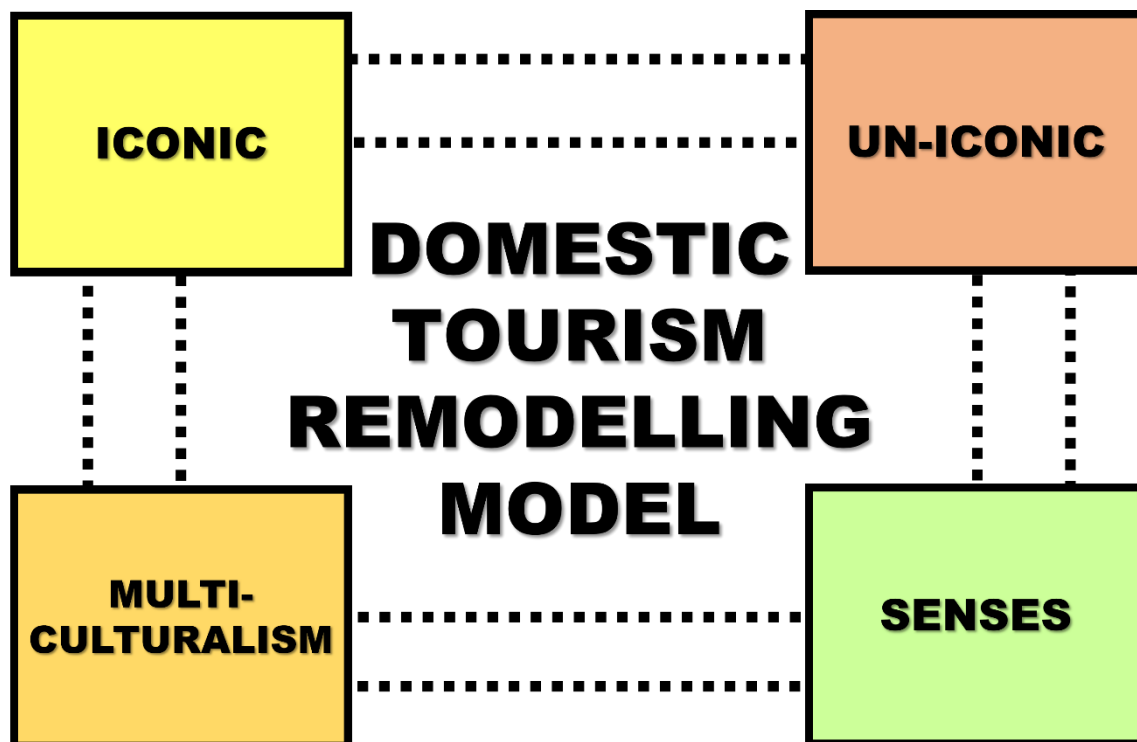 ICONIC
UN-ICONIC
DOMESTIC
TOURISM
REMODELLING
MODEL
MULTI-
CULTURALISM
SENSES